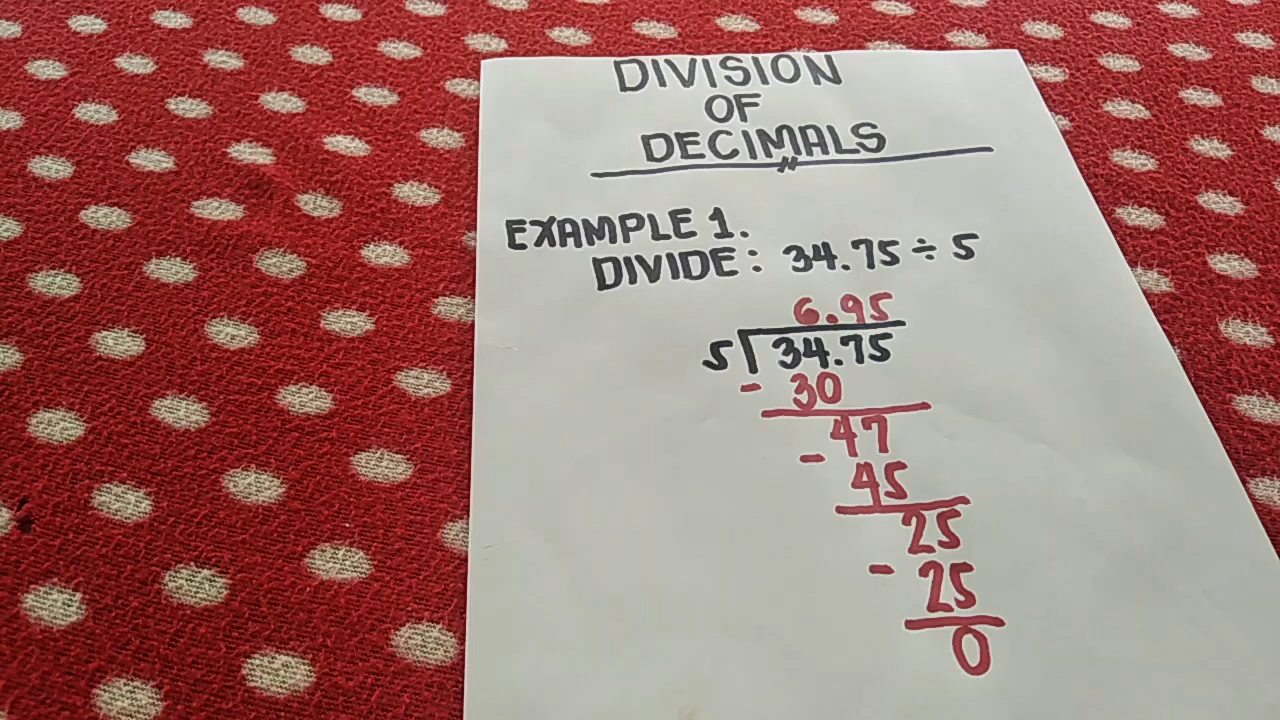 DIVISION
OF
DECIMALS
EXAMPLE 1.
DIVIDE: 34.75 ÷ 5
6.95
5 34.75
- 30
47
- 45
25
- 25
0